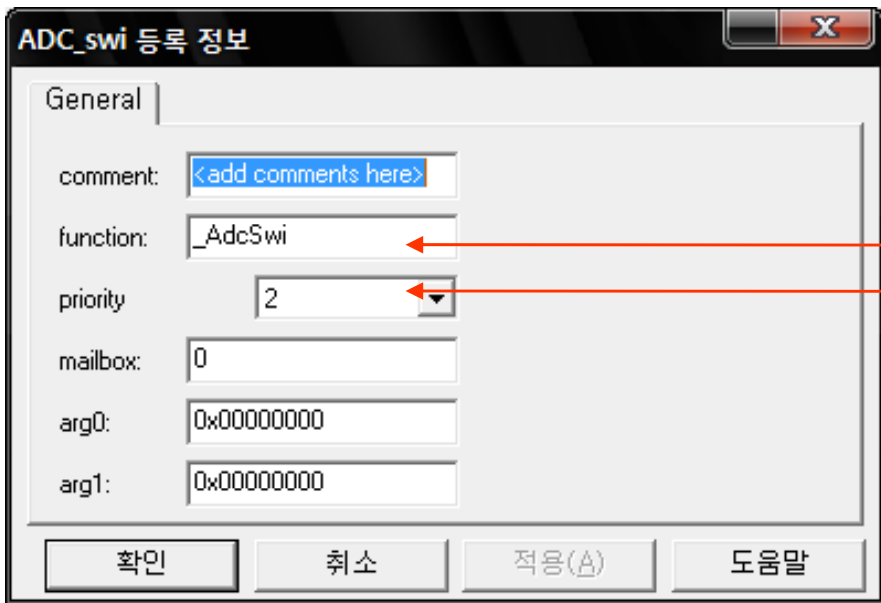 ADC_swi 등록 정보
General
comment: <add comments here>
function: _AdcSwi
priority 2
mailbox: 0
arg0: 0x00000000
arg1: 0x00000000
확인 취소 적용(A) 도움말